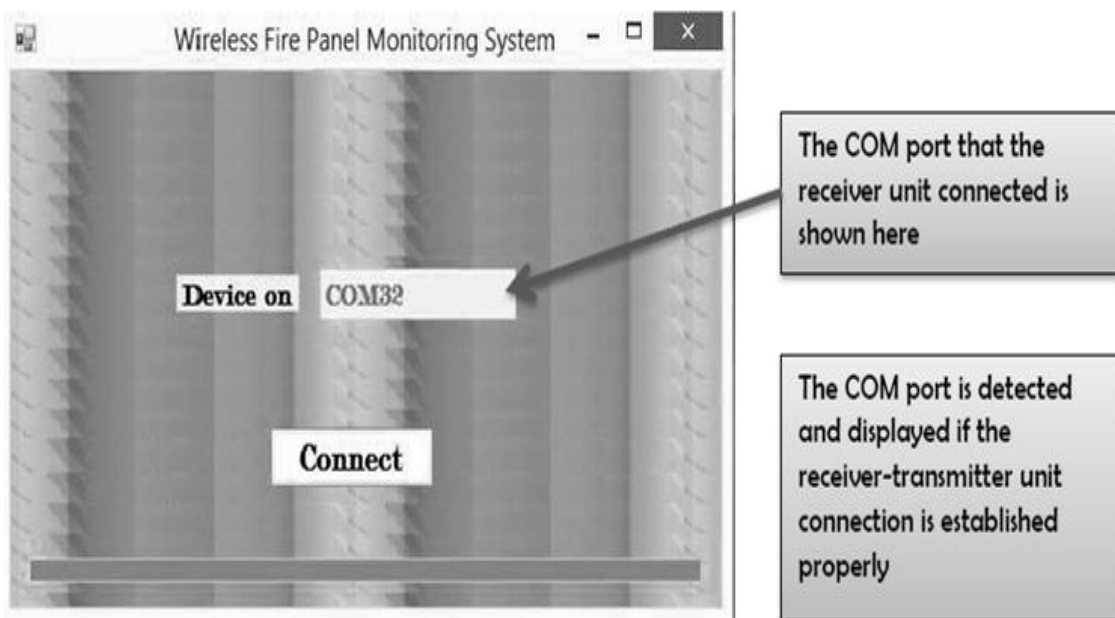 Wireless Fire Panel Monitoring System
X
Device on
COM32
Connect
The COM port that the
receiver unit connected is
shown here
The COM port is detected
and displayed if the
receiver-transmitter unit
connection is established
properly